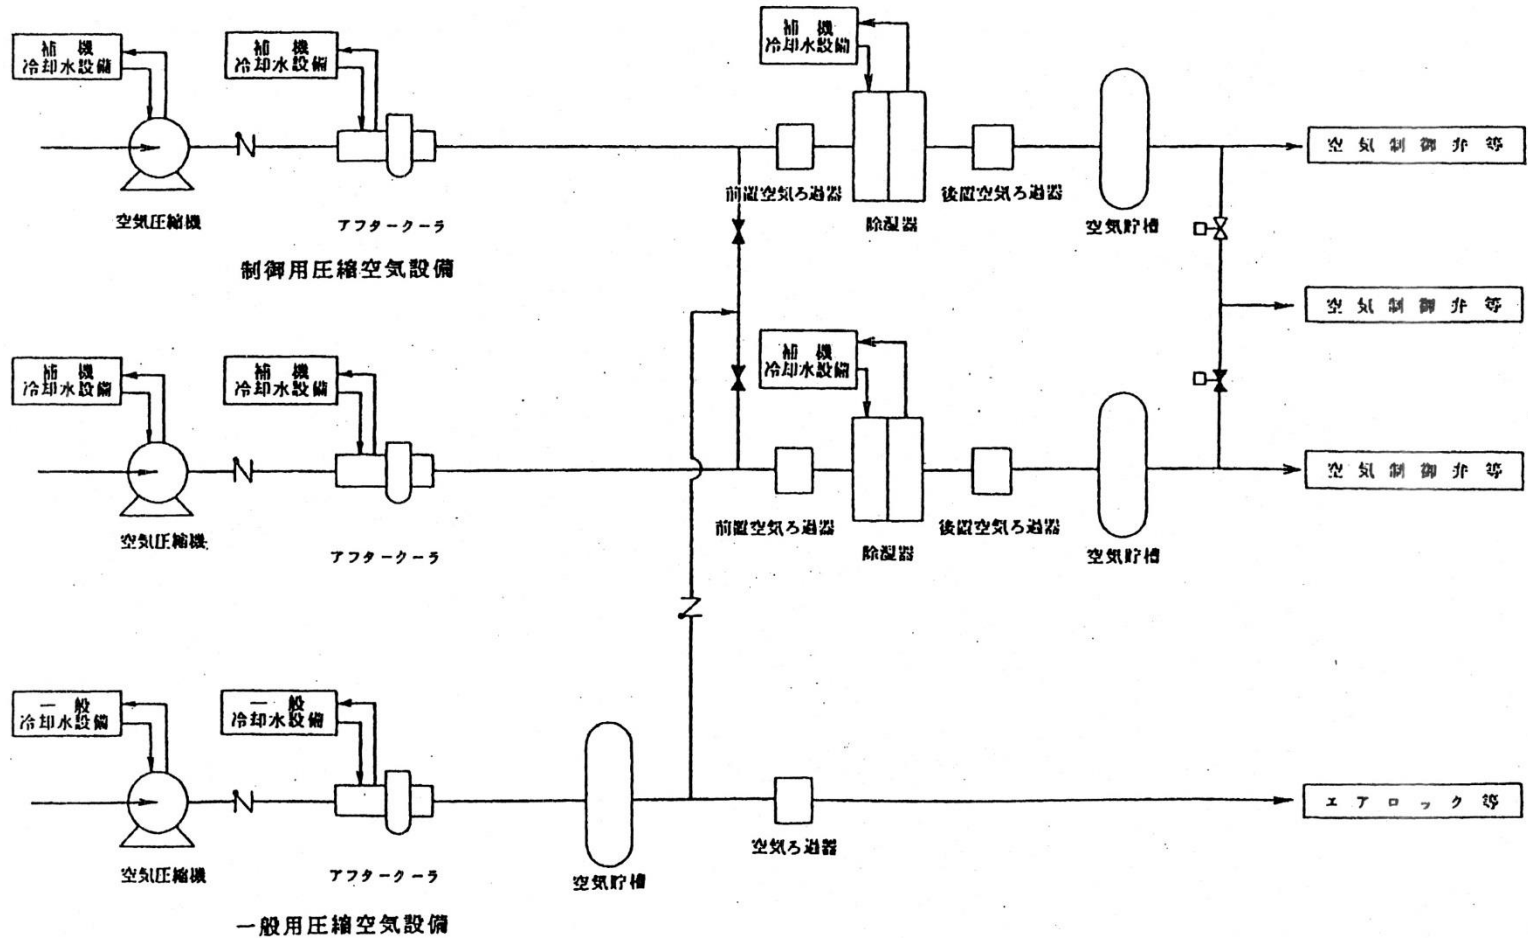 補機
冷却水設備
補機
冷却水設備
補機
冷却水設備
空気制御弁等
空気圧縮機
アフタークーラ
前置空気ろ過器
除湿器
後置空気ろ過器
空気貯槽
制御用圧縮空気設備
空気制御弁等
補機
冷却水設備
補機
冷却水設備
補機
冷却水設備
空気制御弁等
空気圧縮機
アフタークーラ
前置空気ろ過器
除湿器
後置空気ろ過器
空気貯槽
一般
冷却水設備
一般
冷却水設備
エアロック等
空気圧縮機
アフタークーラ
空気貯槽
空気ろ過器
一般用圧縮空気設備